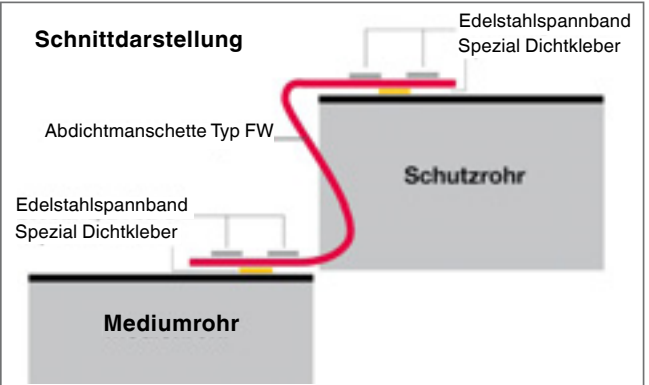 Schnittdarstellung
Edelstahlspannband
Spezial Dichtkleber
Abdichtmanschette Typ FW
Schutzrohr
Edelstahlspannband
Spezial Dichtkleber
Mediumrohr